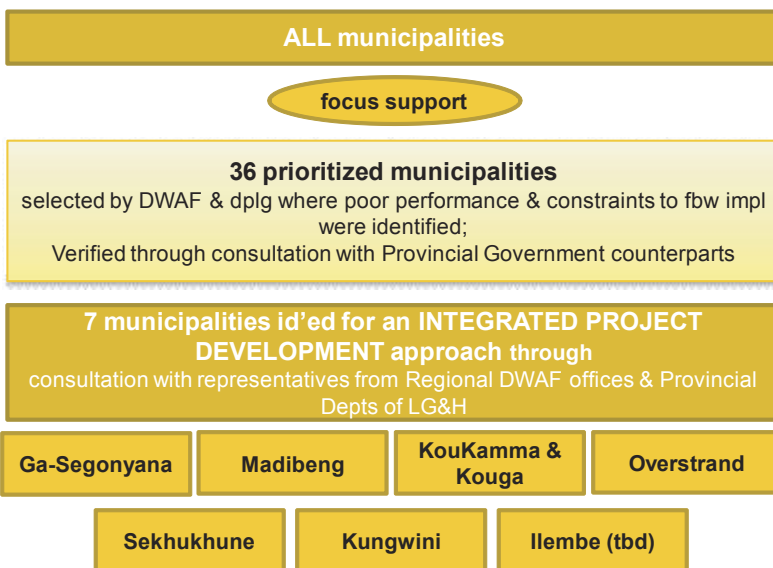 ALL municipalities
focus support
36 prioritized municipalities
selected by DWAF & dplg where poor performance & constraints to fbw impl
were identified;
Verified through consultation with Provincial Government counterparts
7 municipalities id'ed for an INTEGRATED PROJECT
DEVELOPMENT approach through
consultation with representatives from Regional DWAF offices & Provincial
Depts of LG&H
Ga-Segonyana
Madibeng
KouKamma &
Kouga
Overstrand
Sekhukhune
Kungwini
Ilembe (tbd)